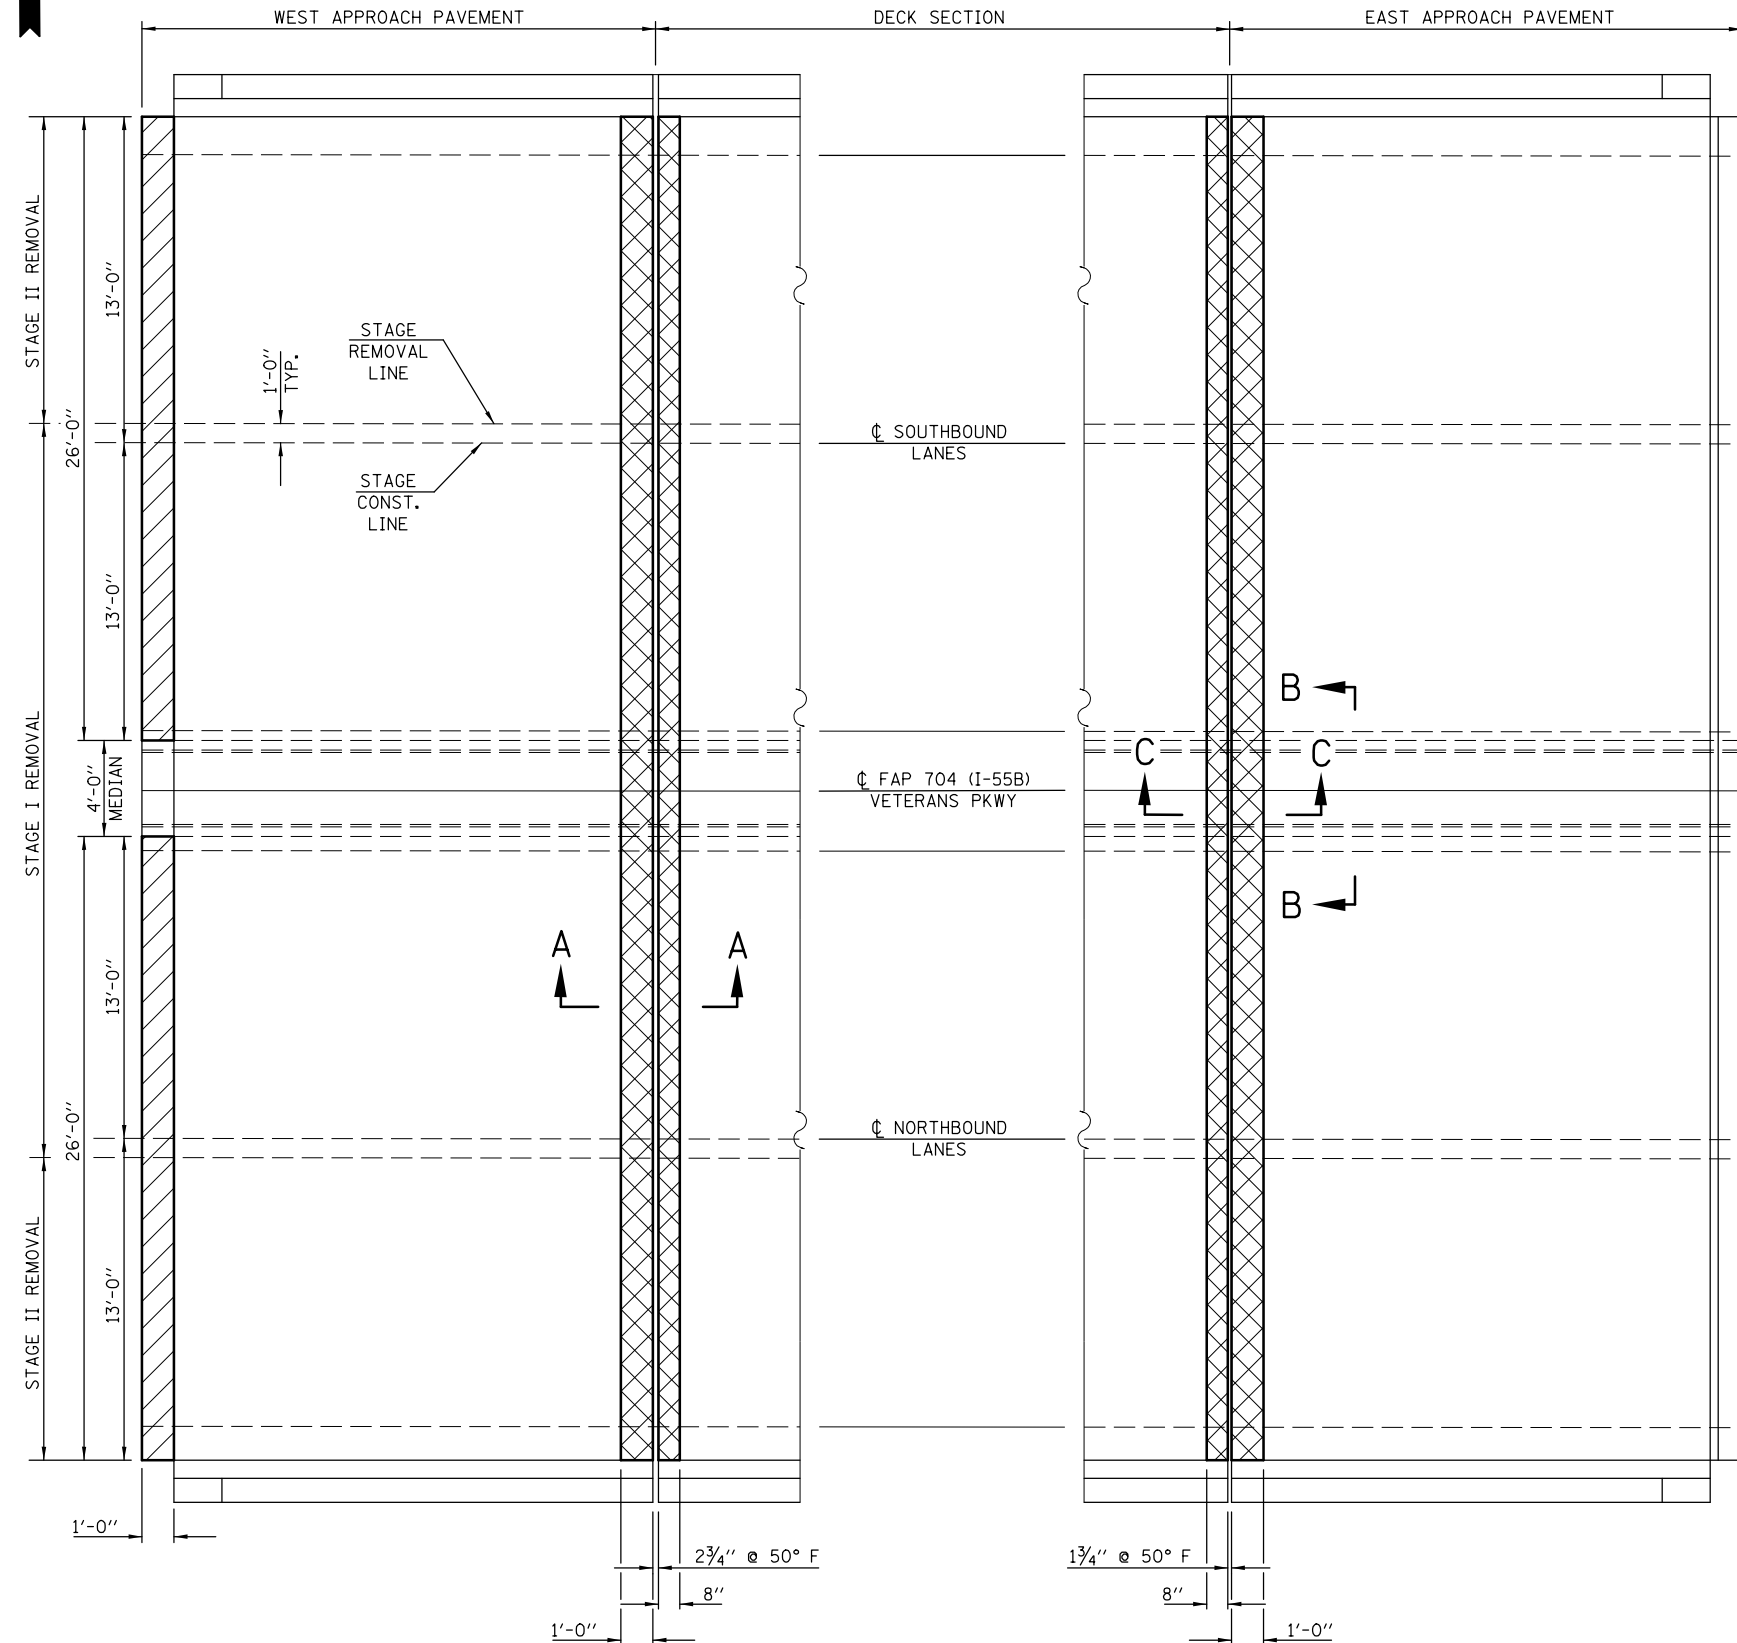 WEST APPROACH PAVEMENT
DECK SECTION
EAST APPROACH PAVEMENT
STAGE II REMOVAL
13'-0"
26'-0"
1'-0"
TYP.
STAGE
REMOVAL
LINE
STAGE
CONST.
LINE
℄ SOUTHBOUND
LANES
13'-0"
STAGE I REMOVAL
4'-0"
MEDIAN
℄ FAP 704 (I-55B)
VETERANS PKWY
B
C
C
B
A
A
13'-0"
26'-0"
℄ NORTHBOUND
LANES
STAGE II REMOVAL
13'-0"
1'-0"
2¾" @ 50° F
1¾" @ 50° F
8"
8"
1'-0"
1'-0"